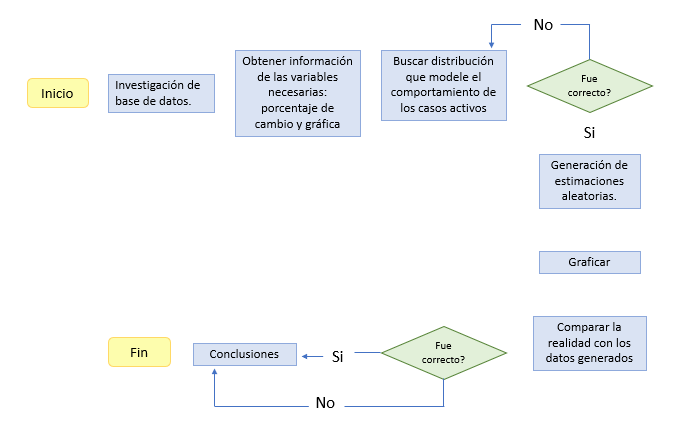 Inicio
Investigación de
base de datos.
Obtener información
de las variables
necesarias:
porcentaje de
cambio y gráfica
Buscar distribución
que modele el
comportamiento de
los casos activos
No
Fue
correcto?
Si
Generación de
estimaciones
aleatorias.
Graficar
Comparar la
realidad con los
datos generados
Fue
correcto?
Si
No
Conclusiones
Fin